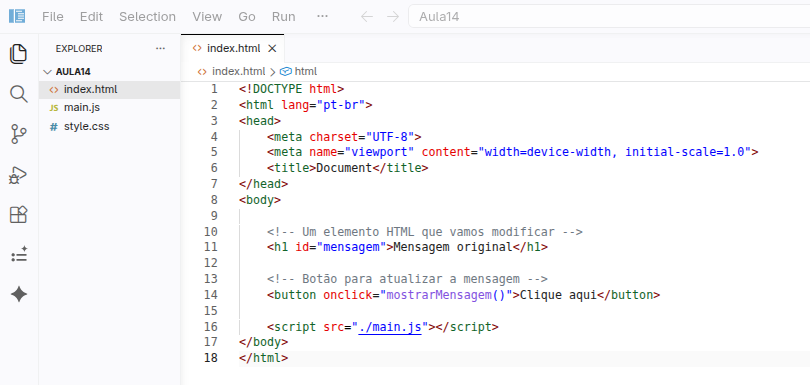 File Edit Selection View Go Run ··· Aula14
EXPLORER ···
AULA14
index.html
JS main.js
style.css
index.html
index.html > html
1 <!DOCTYPE html>
2 <html lang="pt-br">
3 <head>
4     <meta charset="UTF-8">
5     <meta name="viewport" content="width=device-width, initial-scale=1.0">
6     <title>Document</title>
7 </head>
8 <body>
9
10     <!-- Um elemento HTML que vamos modificar -->
11     <h1 id="mensagem">Mensagem original</h1>
12
13     <!-- Botão para atualizar a mensagem -->
14     <button onclick="mostrarMensagem()">Clique aqui</button>
15
16     <script src="./main.js"></script>
17 </body>
18 </html>